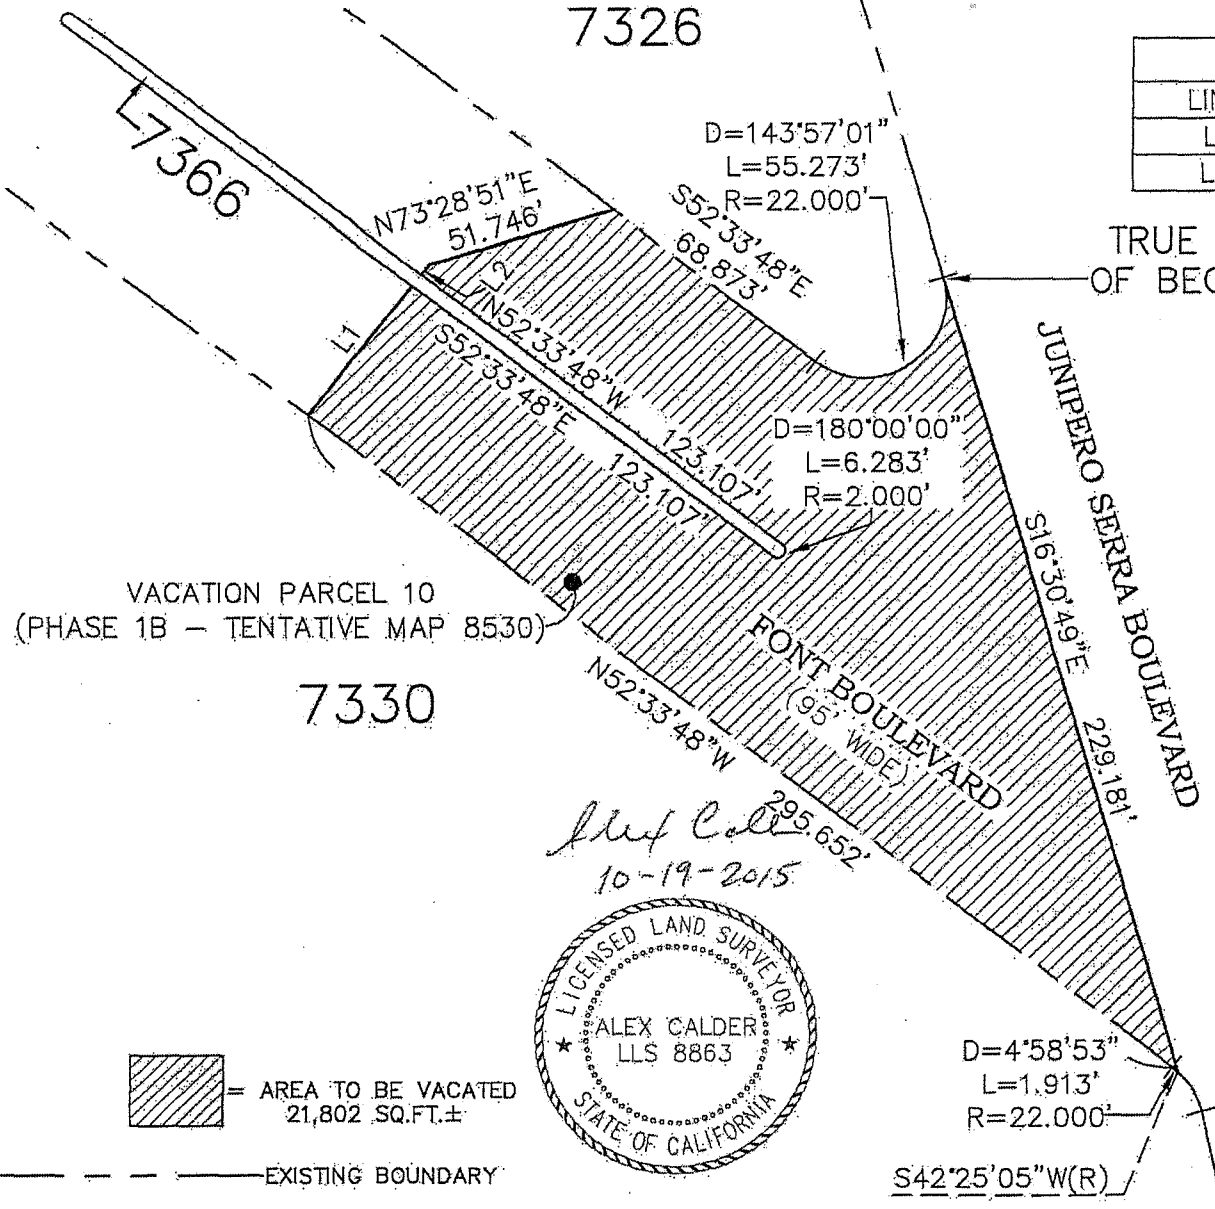 7326
7366
D=143°57'01"
L=55.273'
R=22.000'
N73°28'51"E
51.746'
S52°33'48"E
68.873'
TRUE
OF BEG
L1
L2
N52°33'48"W
123.107'
S52°33'48"E
123.107'
D=180°00'00"
L=6.283'
R=2.000'
JUNIPERO SERRA BOULEVARD
S16°30'49"E
229.181'
VACATION PARCEL 10
(PHASE 1B – TENTATIVE MAP 8530)
7330
FONT BOULEVARD
(95' WIDE)
N52°33'48"W
295.652'
Alex Calder
10-19-2015
LICENSED LAND SURVEYOR
ALEX CALDER
LLS 8863
STATE OF CALIFORNIA
= AREA TO BE VACATED
21,802 SQ.FT.±
EXISTING BOUNDARY
D=4°58'53"
L=1.913'
R=22.000'
S42°25'05"W(R)